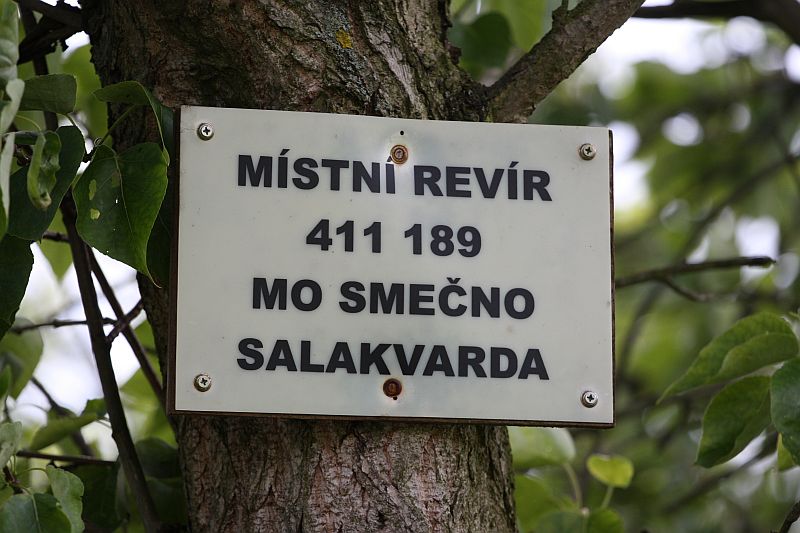 MÍSTNÍ REVÍR
411 189
MO SMEČNO
SALAKVARDA